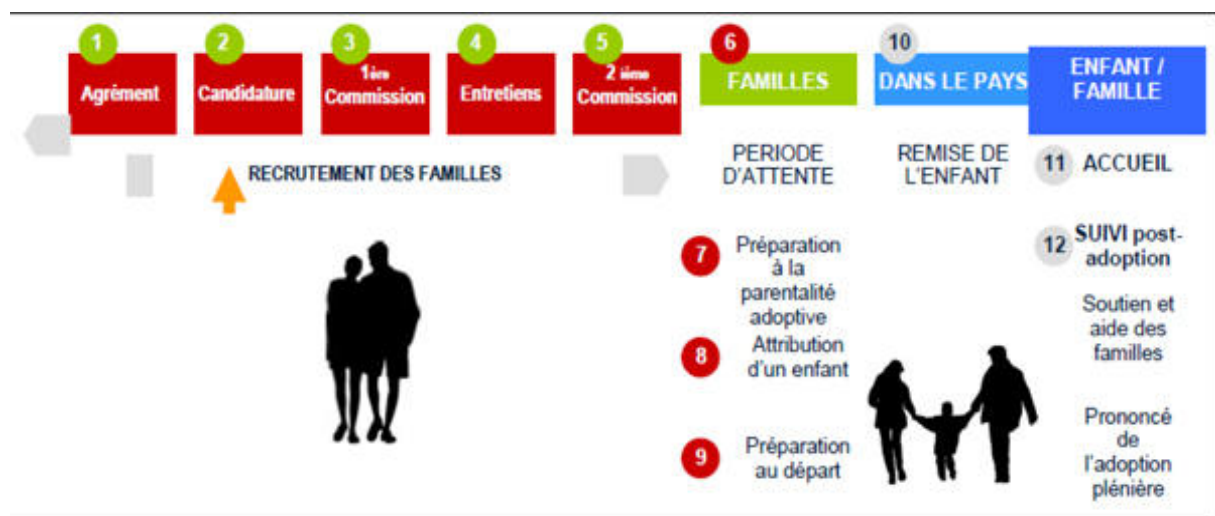 1
Agrément
2
Candidature
3
1ère
Commission
4
Entretiens
5
2 ième
Commission
6
FAMILLES
10
DANS LE PAYS
ENFANT /
FAMILLE
RECRUTEMENT DES FAMILLES
PERIODE
D'ATTENTE
REMISE DE
L'ENFANT
11 ACCUEIL
7
Préparation
à la
parentalité
adoptive
8
Attribution
d'un enfant
9
Préparation
au départ
12
SUIVI post-
adoption
Soutien et
aide des
familles
Prononcé
de
l'adoption
plénière